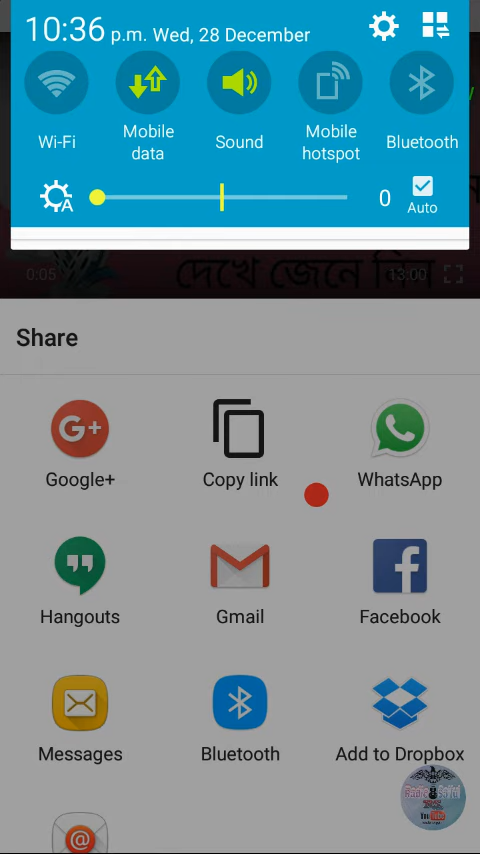 10:36 p.m. Wed, 28 December
Wi-Fi
Mobile data
Sound
Mobile hotspot
Bluetooth
A
0
Auto
দেখে জেনে নিন
0:05
13:00
Share
G+
Google+
Copy link
WhatsApp
Hangouts
Gmail
Facebook
Messages
Bluetooth
Add to Dropbox
@